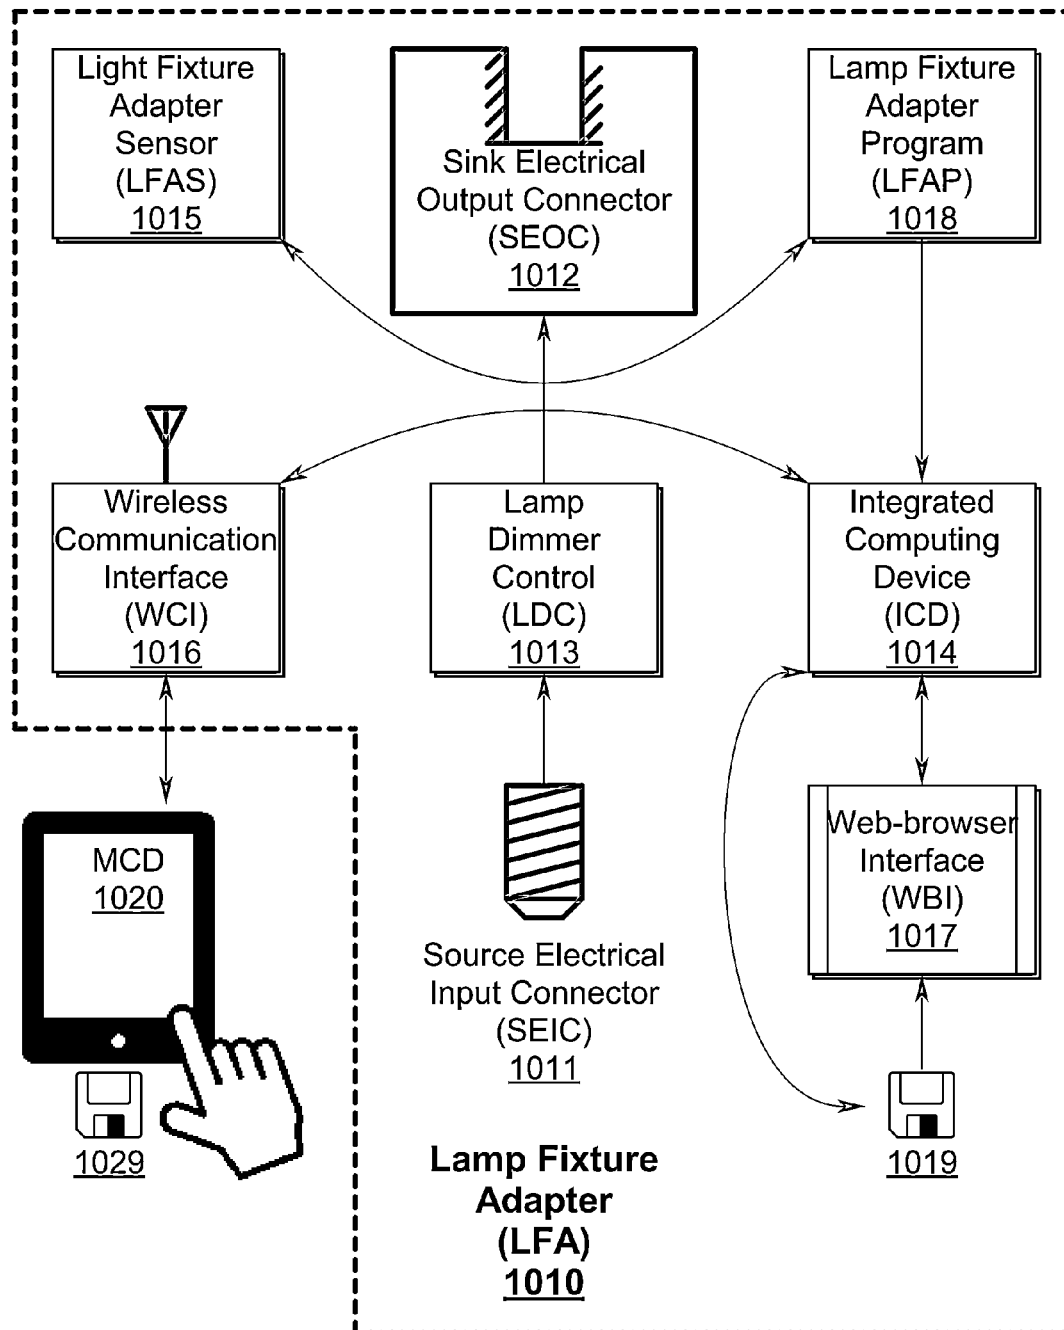 Light Fixture
Adapter
Sensor
(LFAS)
1015
Sink Electrical
Output Connector
(SEOC)
1012
Lamp Fixture
Adapter
Program
(LFAP)
1018
Wireless
Communication
Interface
(WCI)
1016
Lamp
Dimmer
Control
(LDC)
1013
Integrated
Computing
Device
(ICD)
1014
MCD
1020
1029
Source Electrical
Input Connector
(SEIC)
1011
Web-browser
Interface
(WBI)
1017
1019
Lamp Fixture
Adapter
(LFA)
1010